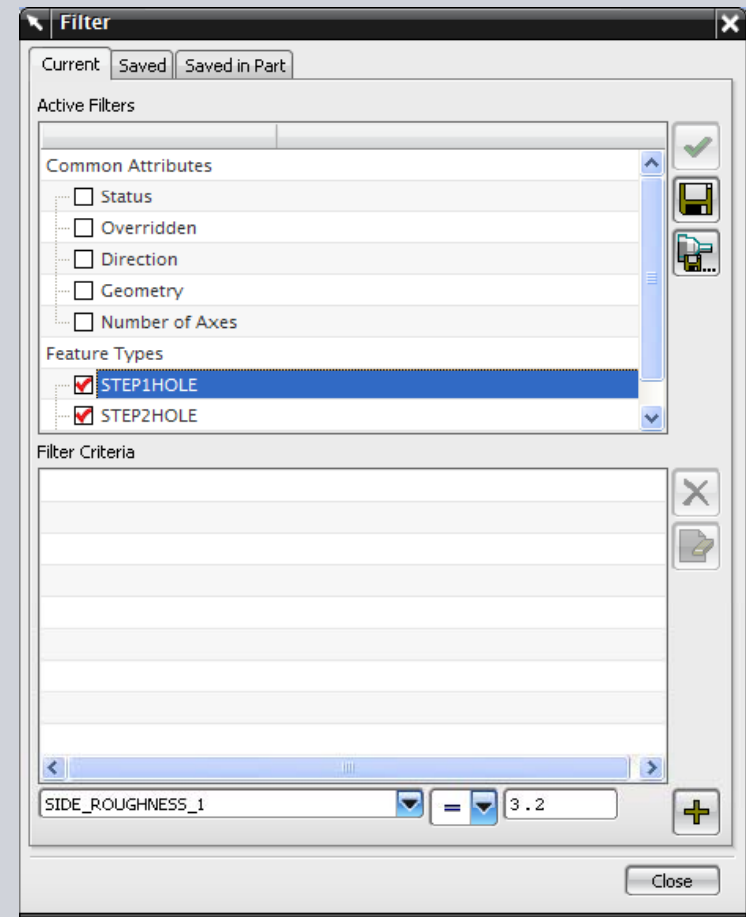 Filter
Current Saved Saved in Part
Active Filters
Common Attributes
Status
Overridden
Direction
Geometry
Number of Axes
Feature Types
STEP1HOLE
STEP2HOLE
Filter Criteria
SIDE_ROUGHNESS_1 = 3.2
Close